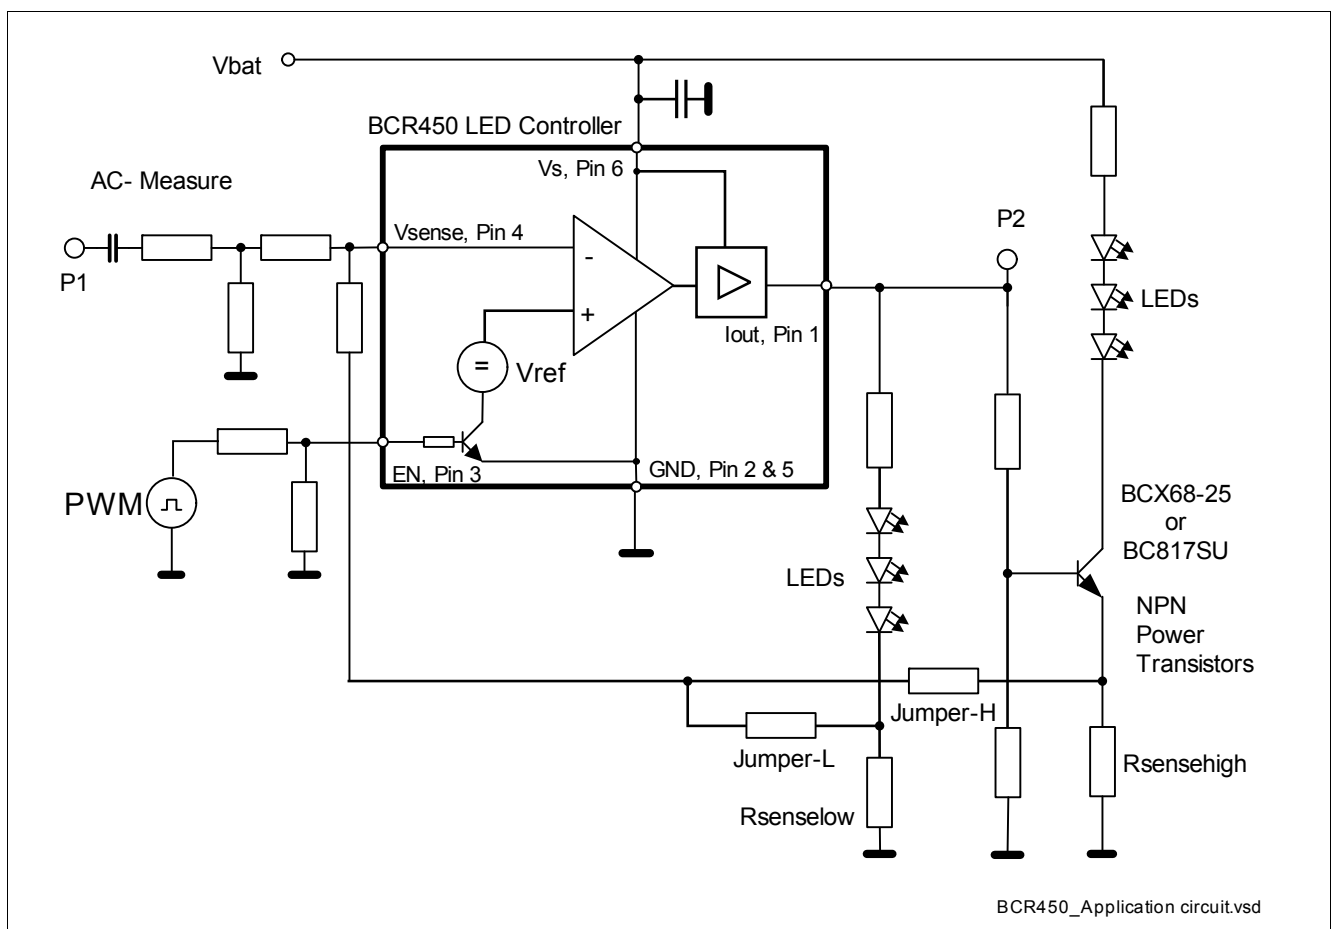 Vbat
BCR450 LED Controller
Vs, Pin 6
AC- Measure
P2
Vsense, Pin 4
P1
-
LEDs
+
Iout, Pin 1
=
Vref
EN, Pin 3
GND, Pin 2 & 5
PWM
BCX68-25
or
BC817SU
LEDs
NPN
Power
Transistors
Jumper-H
Jumper-L
Rsensehigh
Rsenselow
BCR450_Application circuit.vsd